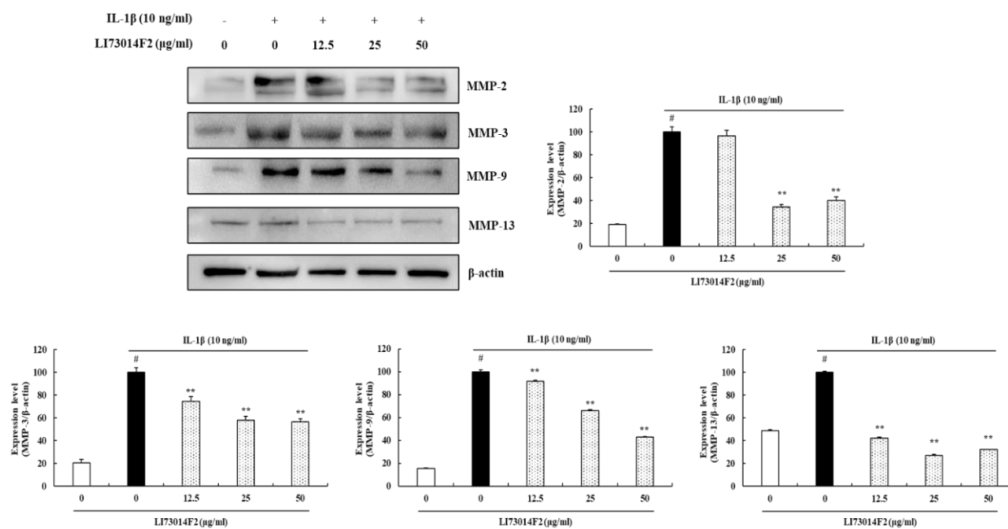 IL-1β (10 ng/ml) - + + + +
LI73014F2 (μg/ml) 0 0 12.5 25 50
MMP-2
MMP-3
MMP-9
MMP-13
β-actin
IL-1β (10 ng/ml)
Expression level
(MMP-2/β-actin)
120
100
80
60
40
20
0
#
**
**
0 0 12.5 25 50
LI73014F2 (μg/ml)
IL-1β (10 ng/ml)
Expression level
(MMP-3/β-actin)
120
100
80
60
40
20
0
#
**
**
**
0 0 12.5 25 50
LI73014F2 (μg/ml)
IL-1β (10 ng/ml)
Expression level
(MMP-9/β-actin)
120
100
80
60
40
20
0
#
**
**
**
0 0 12.5 25 50
LI73014F2 (μg/ml)
IL-1β (10 ng/ml)
Expression level
(MMP-13/β-actin)
120
100
80
60
40
20
0
#
**
**
**
0 0 12.5 25 50
LI73014F2 (μg/ml)